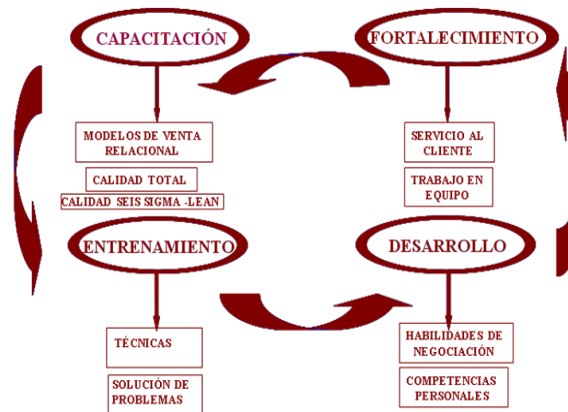 CAPACITACIÓN
FORTALECIMIENTO
MODELOS DE VENTA
RELACIONAL
CALIDAD TOTAL
CALIDAD SEIS SIGMA -LEAN
SERVICIO AL
CLIENTE
TRABAJO EN
EQUIPO
ENTRENAMIENTO
DESARROLLO
TÉCNICAS
SOLUCIÓN DE
PROBLEMAS
HABILIDADES DE
NEGOCIACIÓN
COMPETENCIAS
PERSONALES